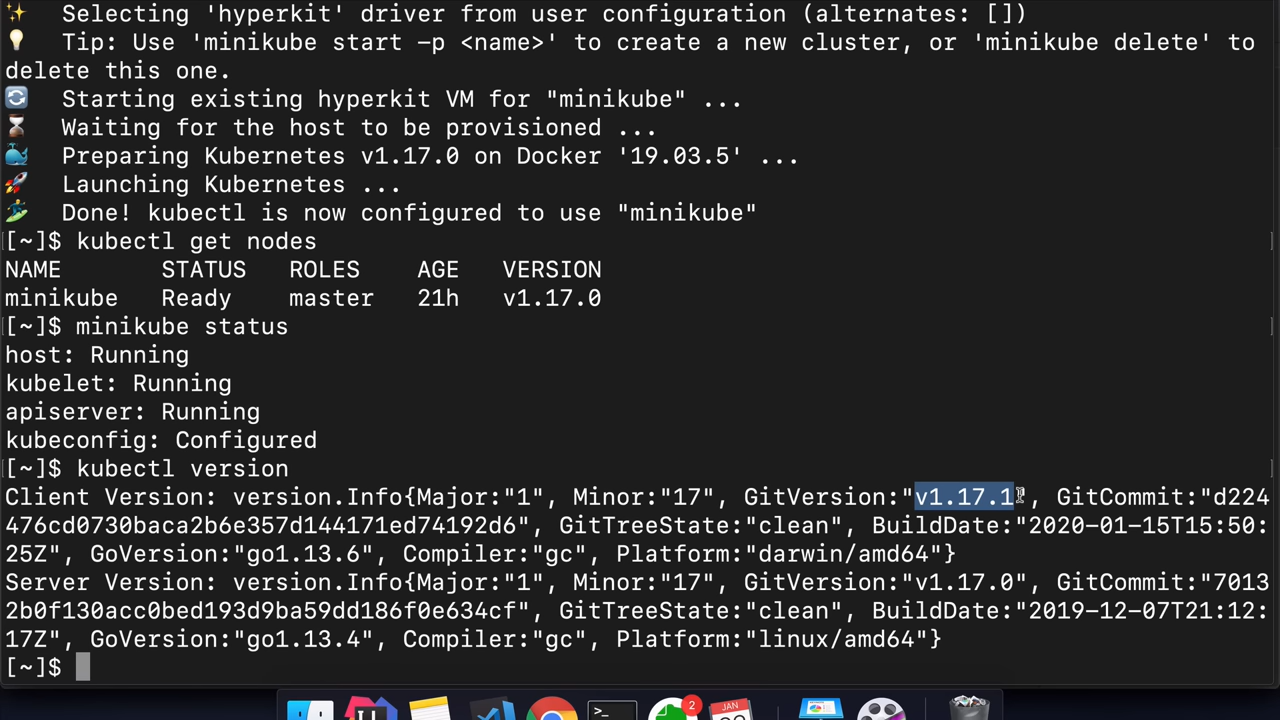 Selecting 'hyperkit' driver from user configuration (alternates: [])
Tip: Use 'minikube start -p <name>' to create a new cluster, or 'minikube delete' to
delete this one.
Starting existing hyperkit VM for "minikube" ...
Waiting for the host to be provisioned ...
Preparing Kubernetes v1.17.0 on Docker '19.03.5' ...
Launching Kubernetes ...
Done! kubectl is now configured to use "minikube"
[~]$ kubectl get nodes
NAME STATUS ROLES AGE VERSION
minikube Ready master 21h v1.17.0
[~]$ minikube status
host: Running
kubelet: Running
apiserver: Running
kubeconfig: Configured
[~]$ kubectl version
Client Version: version.Info{Major:"1", Minor:"17", GitVersion:"v1.17.1", GitCommit:"d224
476cd0730baca2b6e357d144171ed74192d6", GitTreeState:"clean", BuildDate:"2020-01-15T15:50:
25Z", GoVersion:"go1.13.6", Compiler:"gc", Platform:"darwin/amd64"}
Server Version: version.Info{Major:"1", Minor:"17", GitVersion:"v1.17.0", GitCommit:"7013
2b0f130acc0bed193d9ba59dd186f0e634cf", GitTreeState:"clean", BuildDate:"2019-12-07T21:12:
17Z", GoVersion:"go1.13.4", Compiler:"gc", Platform:"linux/amd64"}
[~]$
2
JAN